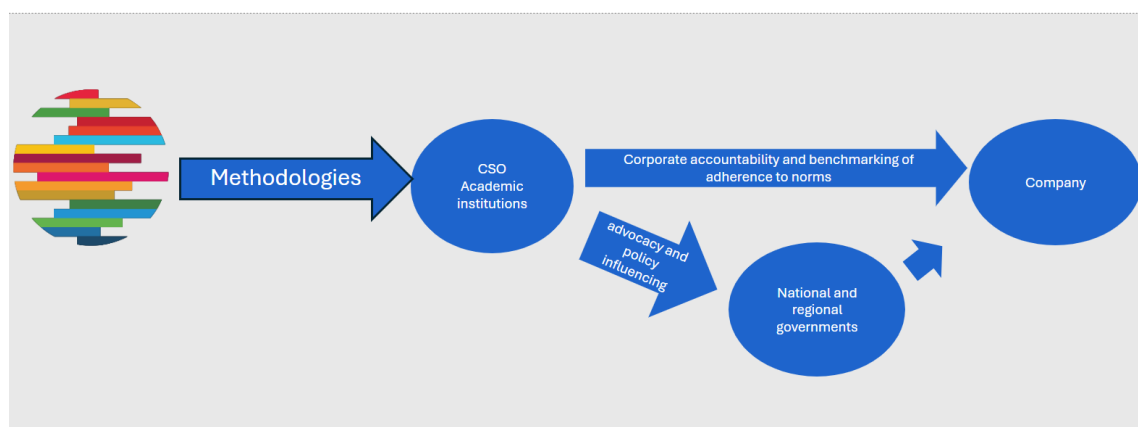 Methodologies
CSO
Academic
institutions
Corporate accountability and benchmarking of
adherence to norms
Company
advocacy and
policy
influencing
National and
regional
governments